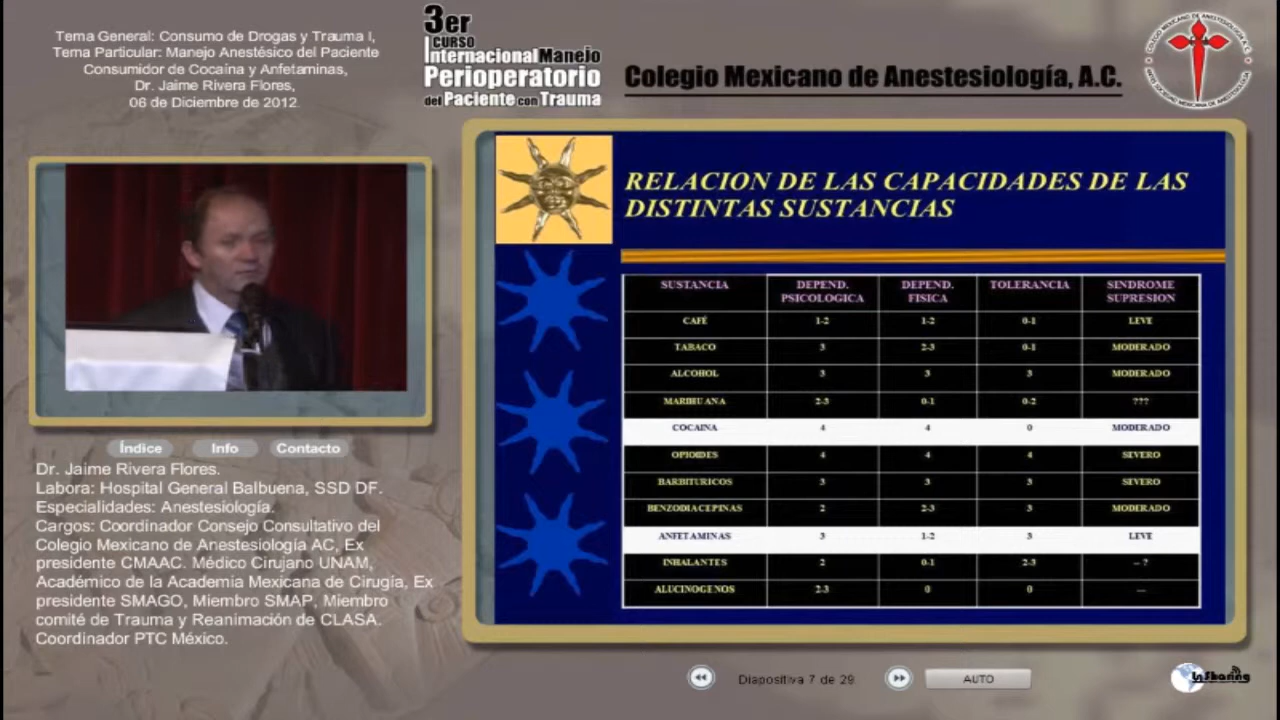 Tema General: Consumo de Drogas y Trauma I,
Tema Particular: Manejo Anestésico del Paciente
Consumidor de Cocaína y Anfetaminas,
Dr. Jaime Rivera Flores,
06 de Diciembre de 2012
3er
CURSO
Internacional Manejo
Perioperatorio
del Paciente con Trauma
Colegio Mexicano de Anestesiología, A.C.
RELACION DE LAS CAPACIDADES DE LAS
DISTINTAS SUSTANCIAS
SUSTANCIA DEPEND. PSICOLOGICA DEPEND. FISICA TOLERANCIA SINDROME SUPRESION
CAFÉ 1-2 1-2 0-1 LEVE
TABACO 3 2-3 0-1 MODERADO
ALCOHOL 3 3 3 MODERADO
MARIHUANA 2-3 0-1 0-2 ???
COCAINA 4 4 0 MODERADO
OPIOIDES 4 4 4 SEVERO
BARBITURICOS 3 3 3 SEVERO
BENZODIACEPINAS 2 2-3 3 MODERADO
ANFETAMINAS 3 1-2 3 LEVE
INHALANTES 2 0-1 2-3 -- ?
ALUCINOGENOS 2-3 0 0 ---
Índice Info Contacto
Dr. Jaime Rivera Flores.
Labora: Hospital General Balbuena, SSD DF.
Especialidades: Anestesiología.
Cargos: Coordinador Consejo Consultativo del
Colegio Mexicano de Anestesiología AC, Ex
presidente CMAAC. Médico Cirujano UNAM,
Académico de la Academia Mexicana de Cirugía, Ex
presidente SMAGO, Miembro SMAP, Miembro
comité de Trauma y Reanimación de CLASA.
Coordinador PTC México.
Diapositiva 7 de 29
AUTO
InSharing